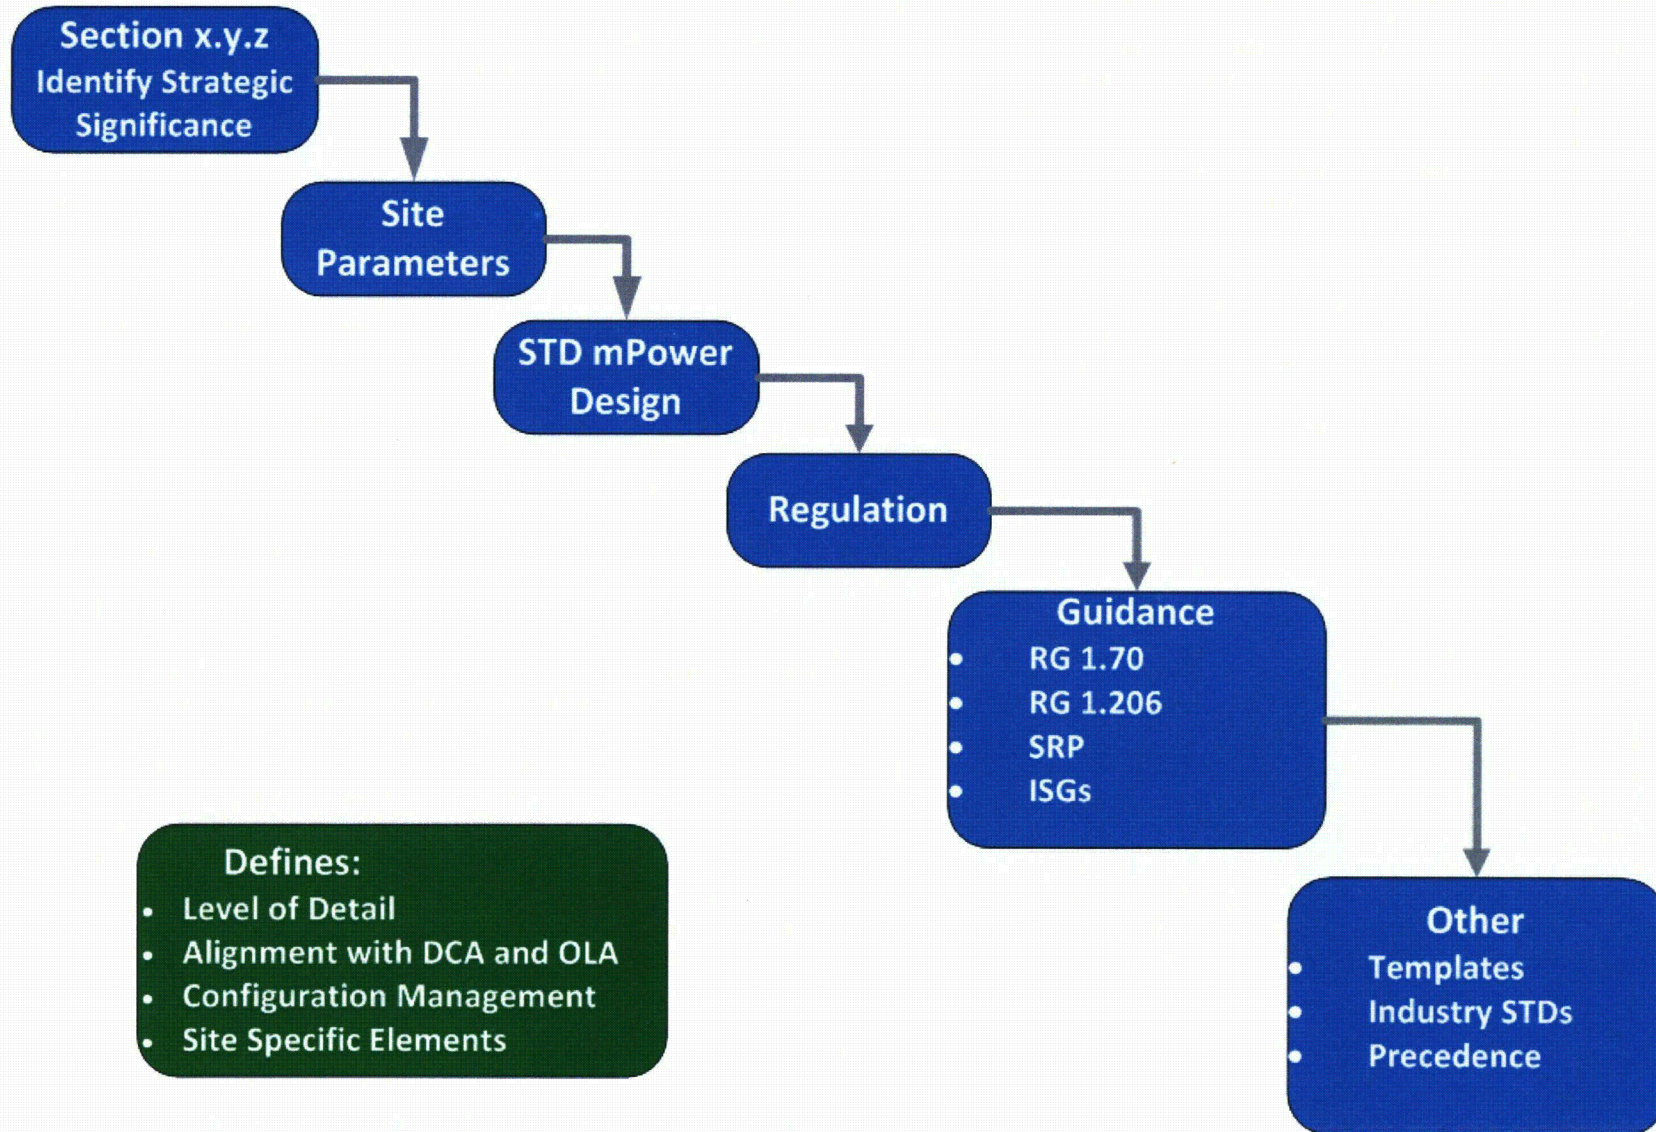 Section x.y.z
Identify Strategic
Significance
Site
Parameters
STD mPower
Design
Regulation
Guidance
• RG 1.70
• RG 1.206
• SRP
• ISGs
Defines:
• Level of Detail
• Alignment with DCA and OLA
• Configuration Management
• Site Specific Elements
Other
• Templates
• Industry STDs
• Precedence